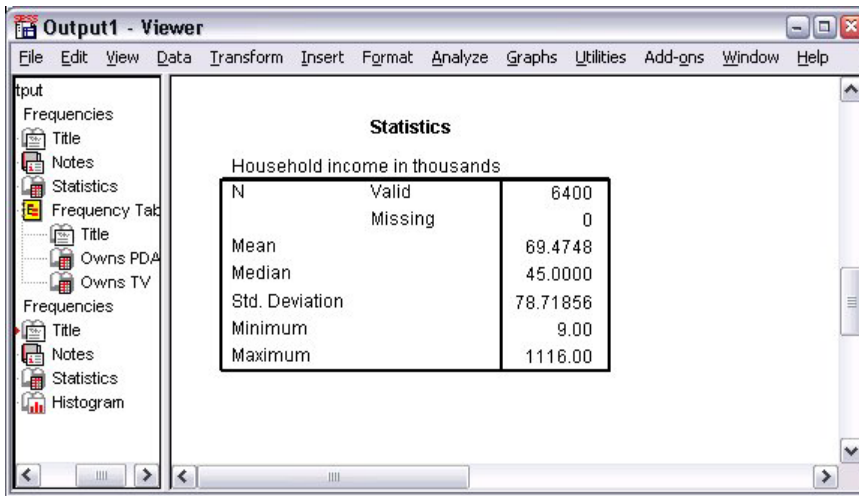 Output1 - Viewer
File Edit View Data Transform Insert Format Analyze Graphs Utilities Add-ons Window Help
tput
Frequencies
Title
Notes
Statistics
Frequency Tab
Title
Owns PDA
Owns TV
Frequencies
Title
Notes
Statistics
Histogram
Statistics
Household income in thousands
N Valid 6400
Missing 0
Mean 69.4748
Median 45.0000
Std. Deviation 78.71856
Minimum 9.00
Maximum 1116.00